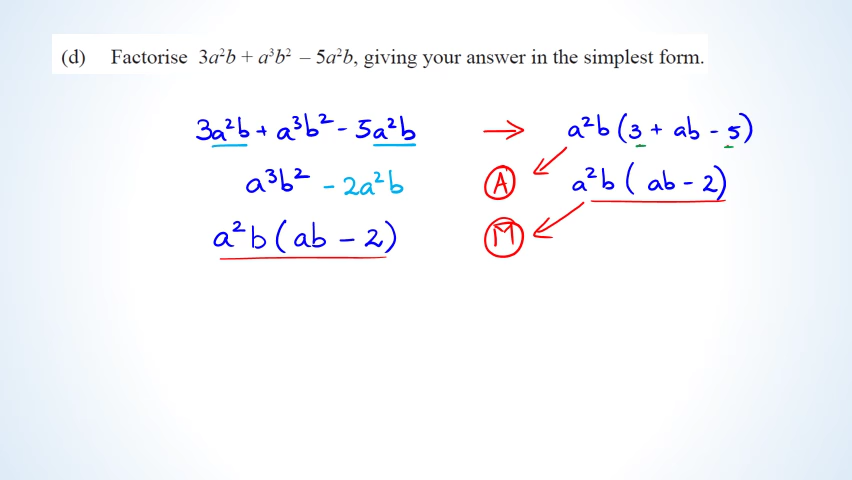 (d) Factorise 3a²b + a³b² – 5a²b, giving your answer in the simplest form.
3a²b + a³b² - 5a²b → a²b (3 + ab - 5)
a³b² - 2a²b Ⓐ a²b ( ab - 2)
a²b ( ab - 2) Ⓜ